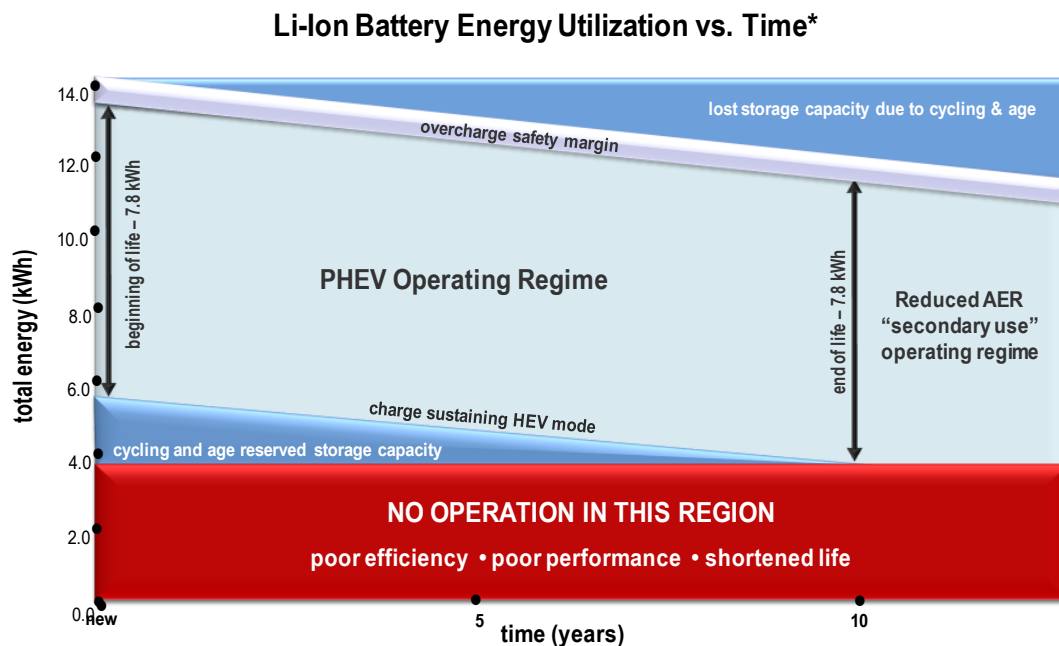 Li-Ion Battery Energy Utilization vs. Time*
14.0
lost storage capacity due to cycling & age
overcharge safety margin
12.0
beginning of life – 7.8 kWh
end of life – 7.8 kWh
10.0
total energy (kWh)
PHEV Operating Regime
Reduced AER
“secondary use”
operating regime
8.0
6.0
charge sustaining HEV mode
cycling and age reserved storage capacity
4.0
NO OPERATION IN THIS REGION
poor efficiency • poor performance • shortened life
2.0
0.0
new
5
10
time (years)